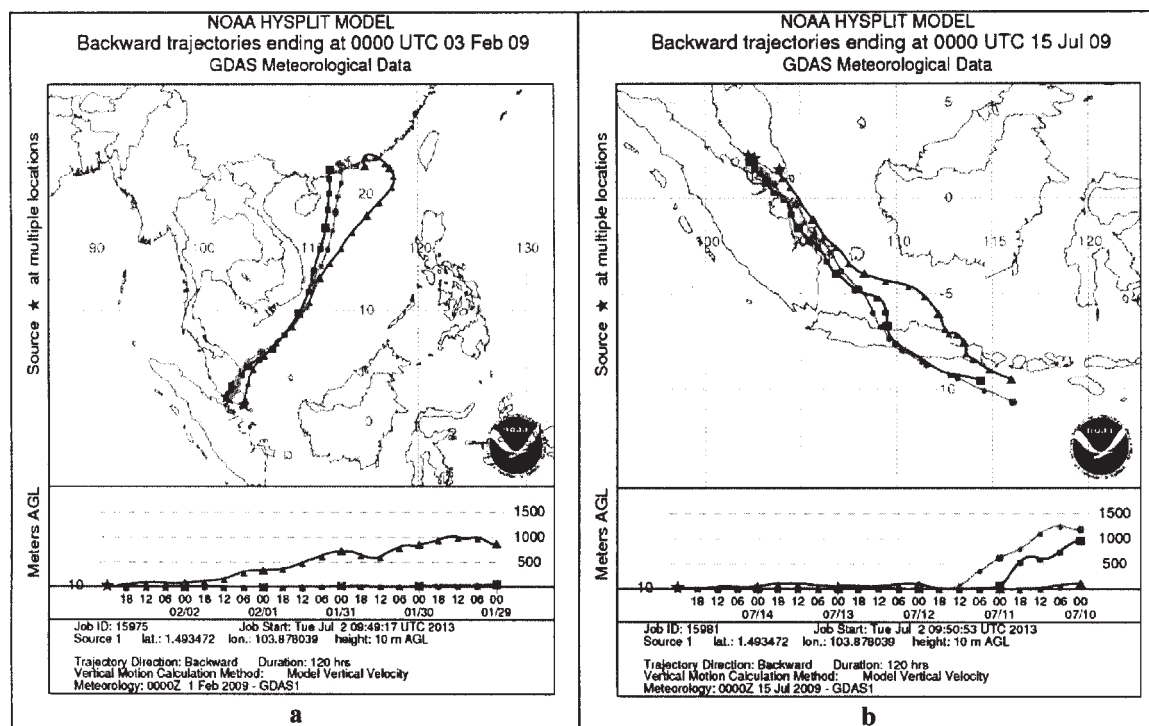 NOAA HYSPLIT MODEL
Backward trajectories ending at 0000 UTC 03 Feb 09
GDAS Meteorological Data
Source ★ at multiple locations
90
100
110
120
130
20
10
0
Meters AGL
1500
1000
500
10
18 12 06 00 18 12 06 00 18 12 06 00 18 12 06 00 18 12 06 00
02/02 02/01 01/31 01/30 01/29
Job ID: 15975 Job Start: Tue Jul 2 09:49:17 UTC 2013
Source 1 lat.: 1.493472 lon.: 103.878039 height: 10 m AGL
Trajectory Direction: Backward Duration: 120 hrs
Vertical Motion Calculation Method: Model Vertical Velocity
Meteorology: 0000Z 1 Feb 2009 - GDAS1
a
NOAA HYSPLIT MODEL
Backward trajectories ending at 0000 UTC 15 Jul 09
GDAS Meteorological Data
Source ★ at multiple locations
5
0
100
110
115
120
-5
Meters AGL
1500
1000
500
10
18 12 06 00 18 12 06 00 18 12 06 00 18 12 06 00 18 12 06 00
07/14 07/13 07/12 07/11 07/10
Job ID: 15981 Job Start: Tue Jul 2 09:50:53 UTC 2013
Source 1 lat.: 1.493472 lon.: 103.878039 height: 10 m AGL
Trajectory Direction: Backward Duration: 120 hrs
Vertical Motion Calculation Method: Model Vertical Velocity
Meteorology: 0000Z 15 Jul 2009 - GDAS1
b